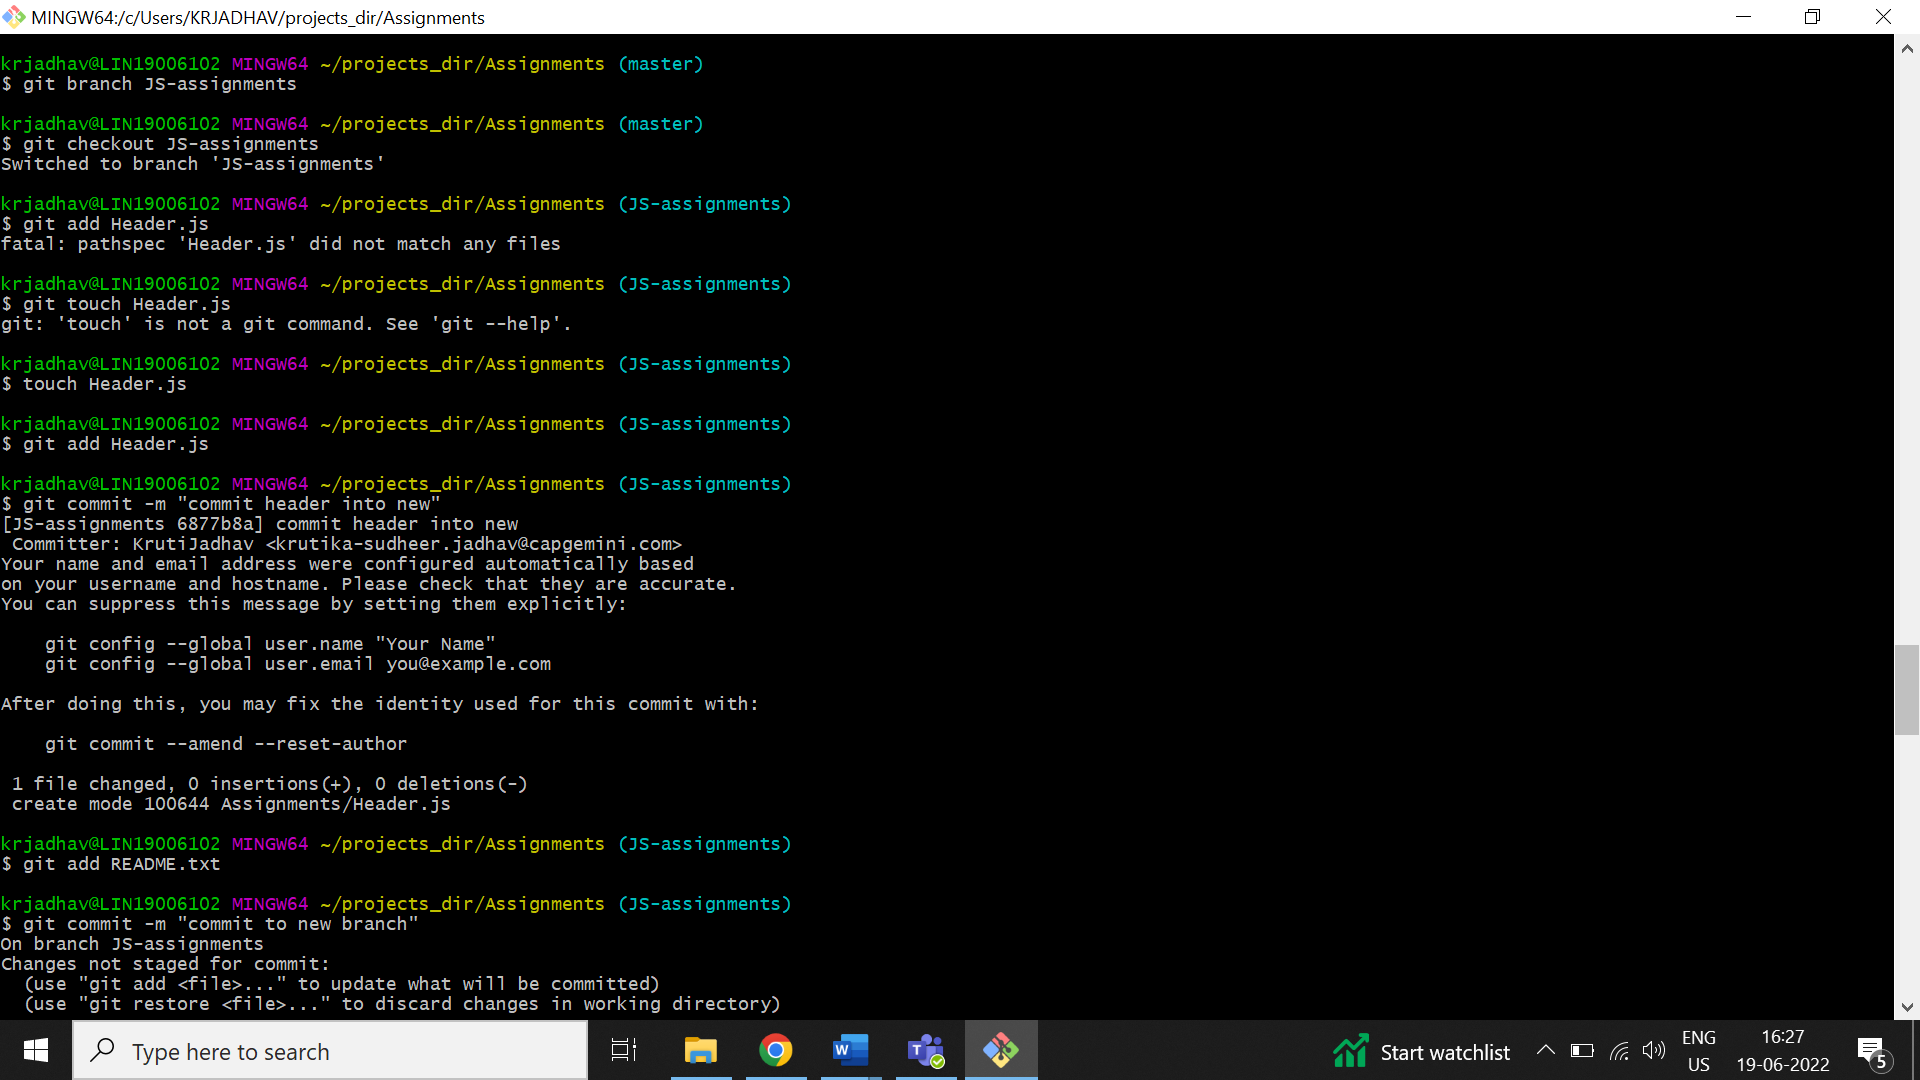 MINGW64:/c/Users/KRJADHAV/projects_dir/Assignments
krjadhav@LIN19006102 MINGW64 ~/projects_dir/Assignments (master)
$ git branch JS-assignments
krjadhav@LIN19006102 MINGW64 ~/projects_dir/Assignments (master)
$ git checkout JS-assignments
Switched to branch 'JS-assignments'
krjadhav@LIN19006102 MINGW64 ~/projects_dir/Assignments (JS-assignments)
$ git add Header.js
fatal: pathspec 'Header.js' did not match any files
krjadhav@LIN19006102 MINGW64 ~/projects_dir/Assignments (JS-assignments)
$ git touch Header.js
git: 'touch' is not a git command. See 'git --help'.
krjadhav@LIN19006102 MINGW64 ~/projects_dir/Assignments (JS-assignments)
$ touch Header.js
krjadhav@LIN19006102 MINGW64 ~/projects_dir/Assignments (JS-assignments)
$ git add Header.js
krjadhav@LIN19006102 MINGW64 ~/projects_dir/Assignments (JS-assignments)
$ git commit -m "commit header into new"
[JS-assignments 6877b8a] commit header into new
Committer: KrutiJadhav <krutika-sudheer.jadhav@capgemini.com>
Your name and email address were configured automatically based
on your username and hostname. Please check that they are accurate.
You can suppress this message by setting them explicitly:
git config --global user.name "Your Name"
git config --global user.email you@example.com
After doing this, you may fix the identity used for this commit with:
git commit --amend --reset-author
1 file changed, 0 insertions(+), 0 deletions(-)
create mode 100644 Assignments/Header.js
krjadhav@LIN19006102 MINGW64 ~/projects_dir/Assignments (JS-assignments)
$ git add README.txt
krjadhav@LIN19006102 MINGW64 ~/projects_dir/Assignments (JS-assignments)
$ git commit -m "commit to new branch"
On branch JS-assignments
Changes not staged for commit:
(use "git add <file>..." to update what will be committed)
(use "git restore <file>..." to discard changes in working directory)
Type here to search
W
T
Start watchlist
ENG
US
16:27
19-06-2022
5